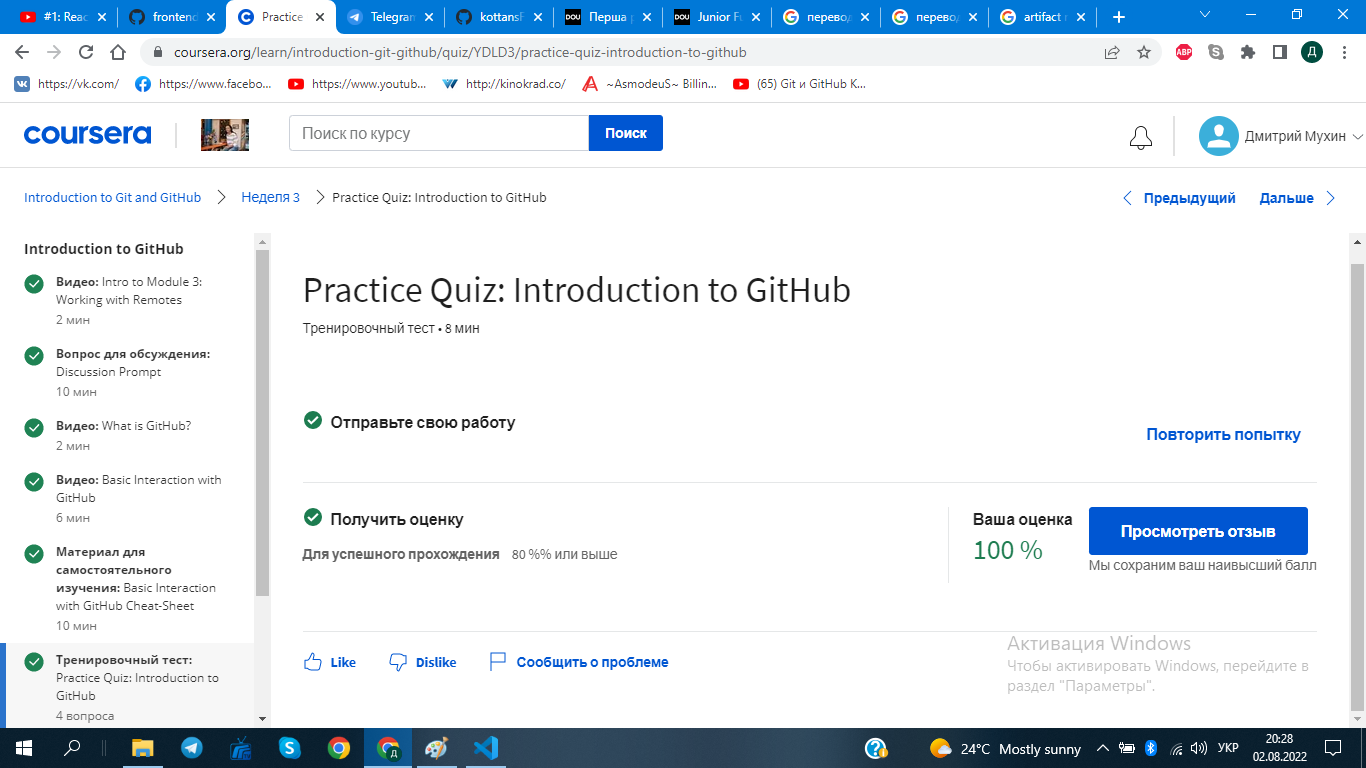 #1: Reac
frontend
Practice
Telegram
kottansF
DOU
Перша р
DOU
Junior Fu
перевод
перевод
artifact п
coursera.org/learn/introduction-git-github/quiz/YDLD3/practice-quiz-introduction-to-github
ABP
Д
https://vk.com/
https://www.facebo...
https://www.youtub...
http://kinokrad.co/
~AsmodeuS~ Billin...
(65) Git и GitHub K...
coursera
Поиск по курсу
Поиск
Дмитрий Мухин
Introduction to Git and GitHub
Неделя 3
Practice Quiz: Introduction to GitHub
Предыдущий
Дальше
Introduction to GitHub
Видео: Intro to Module 3:
Working with Remotes
2 мин
Вопрос для обсуждения:
Discussion Prompt
10 мин
Видео: What is GitHub?
2 мин
Видео: Basic Interaction with
GitHub
6 мин
Материал для
самостоятельного
изучения: Basic Interaction
with GitHub Cheat-Sheet
10 мин
Тренировочный тест:
Practice Quiz: Introduction to
GitHub
4 вопроса
Practice Quiz: Introduction to GitHub
Тренировочный тест • 8 мин
Отправьте свою работу
Повторить попытку
Получить оценку
Для успешного прохождения 80 %% или выше
Ваша оценка
100 %
Просмотреть отзыв
Мы сохраним ваш наивысший балл
Like
Dislike
Сообщить о проблеме
Активация Windows
Чтобы активировать Windows, перейдите в
раздел "Параметры".
24°C Mostly sunny
УКР
20:28
02.08.2022